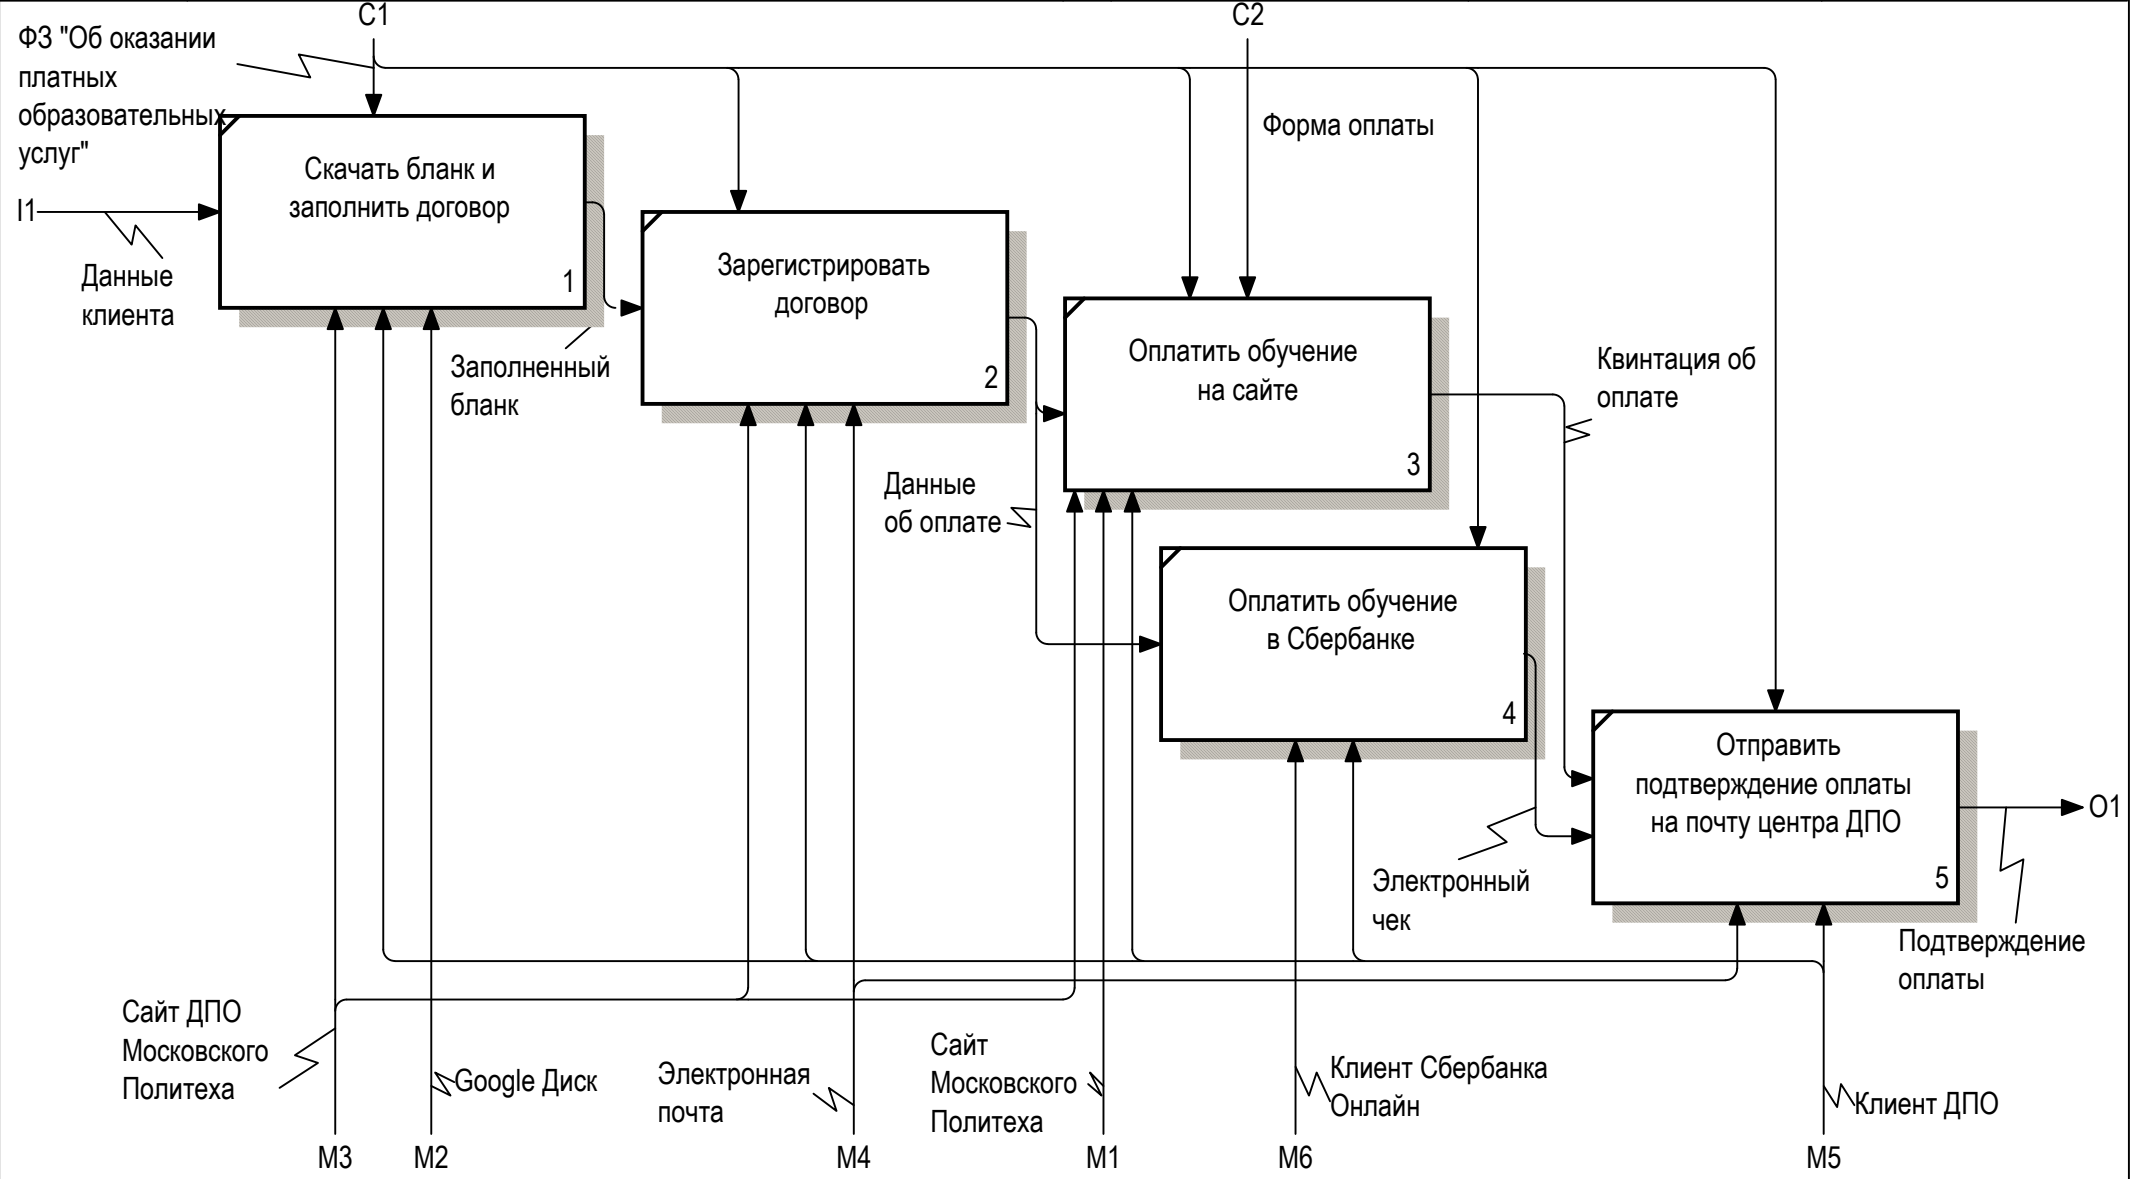 C1
C2
ФЗ "Об оказании
платных
образовательных
услуг"
Форма оплаты
Скачать бланк и
заполнить договор
1
I1
Данные
клиента
Зарегистрировать
договор
2
Заполненный
бланк
Оплатить обучение
на сайте
3
Квинтация об
оплате
Данные
об оплате
Оплатить обучение
в Сбербанке
4
Отправить
подтверждение оплаты
на почту центра ДПО
5
O1
Электронный
чек
Подтверждение
оплаты
Сайт ДПО
Московского
Политеха
Google Диск
Электронная
почта
Сайт
Московского
Политеха
Клиент Сбербанка
Онлайн
Клиент ДПО
M3
M2
M4
M1
M6
M5